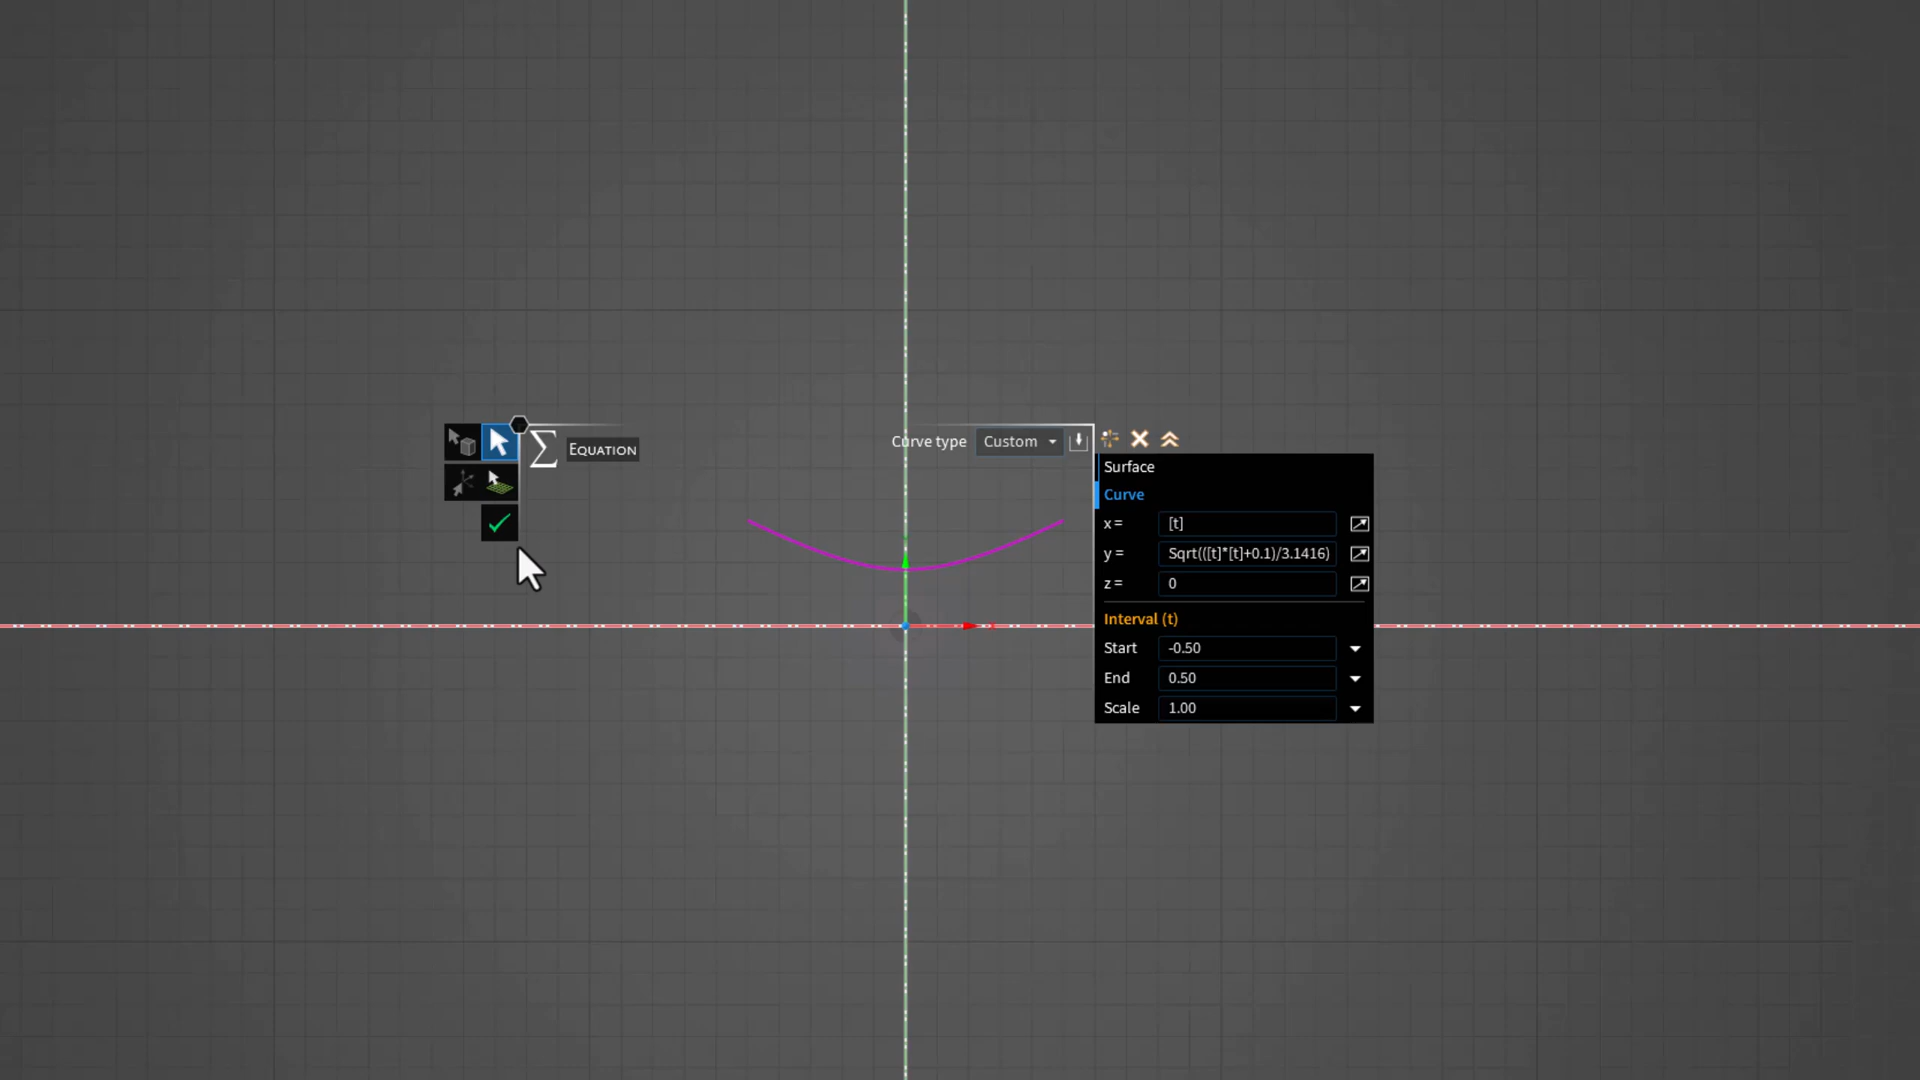 EQUATION
Curve type Custom
Surface
Curve
x = [t]
y = Sqrt(([t]*[t]+0.1)/3.1416)
z = 0
Interval (t)
Start -0.50
End 0.50
Scale 1.00